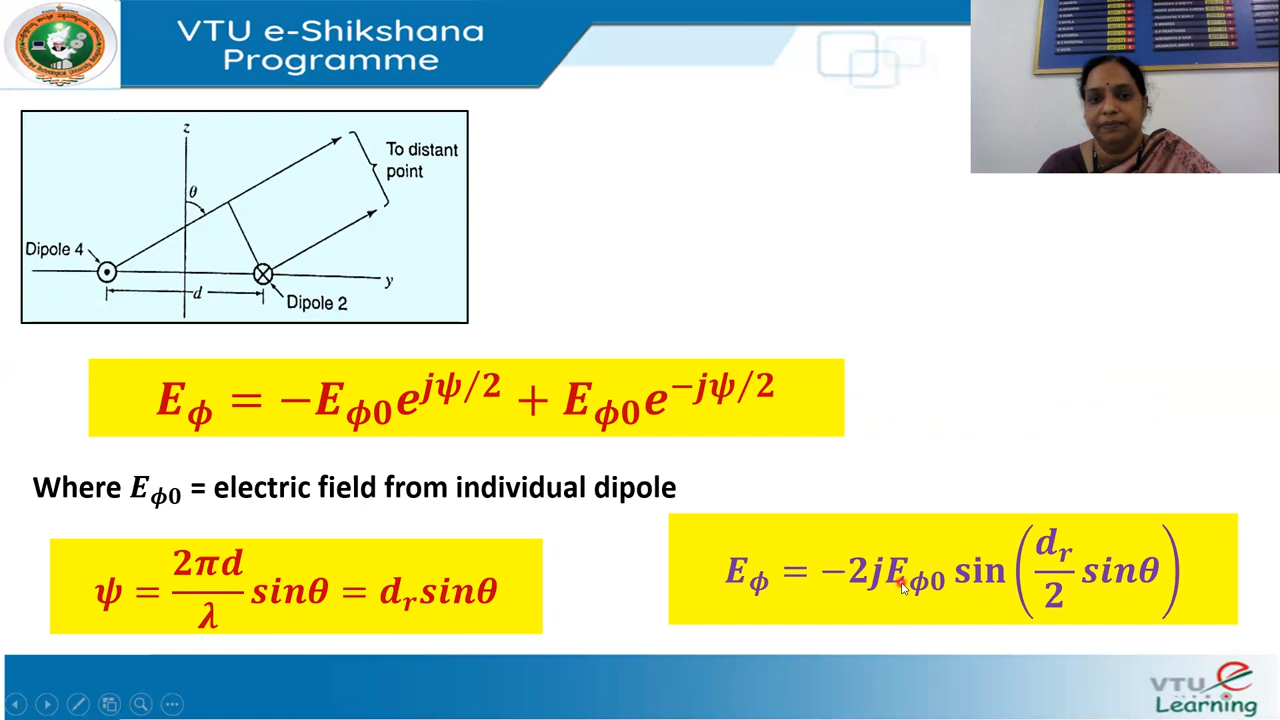 VTU e-Shikshana
Programme
z
θ
To distant
point
Dipole 4
y
d
Dipole 2
E_ϕ = −E_ϕ0 e^{jψ/2} + E_ϕ0 e^{−jψ/2}
Where E_ϕ0 = electric field from individual dipole
ψ = 2πd/λ sinθ = d_r sinθ
E_ϕ = −2jE_ϕ0 sin(d_r/2 sinθ)
VTU e
Learning